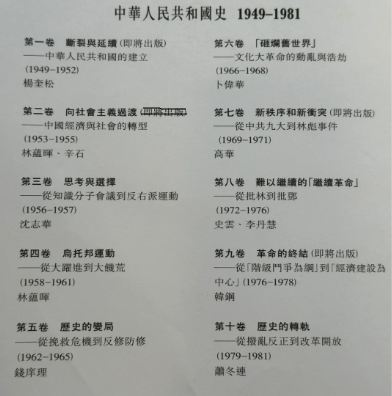 中華人民共和國史 1949–1981
第一卷 斷裂與延續(即將出版)
——中華人民共和國的建立
(1949–1952)
楊奎松
第二卷 向社會主義過渡(即將出版)
——中國經濟與社會的轉型
(1953–1955)
林蘊暉、辛石
第三卷 思考與選擇
——從知識分子會議到反右派運動
(1956–1957)
沈志華
第四卷 烏托邦運動
——從大躍進到大饑荒
(1958–1961)
林蘊暉
第五卷 歷史的變局
——從挽救危機到反修防修
(1962–1965)
錢庠理
第六卷 「砸爛舊世界」
——文化大革命的動亂與浩劫
(1966–1968)
卜偉華
第七卷 新秩序和新衝突(即將出版)
——從中共九大到林彪事件
(1969–1971)
高華
第八卷 難以繼續的「繼續革命」
——從批林到批鄧
(1972–1976)
史雲、李丹慧
第九卷 革命的終結(即將出版)
——從「階級鬥爭為綱」到「經濟建設為
中心」(1976–1978)
韓鋼
第十卷 歷史的轉軌
——從撥亂反正到改革開放
(1979–1981)
蕭冬連